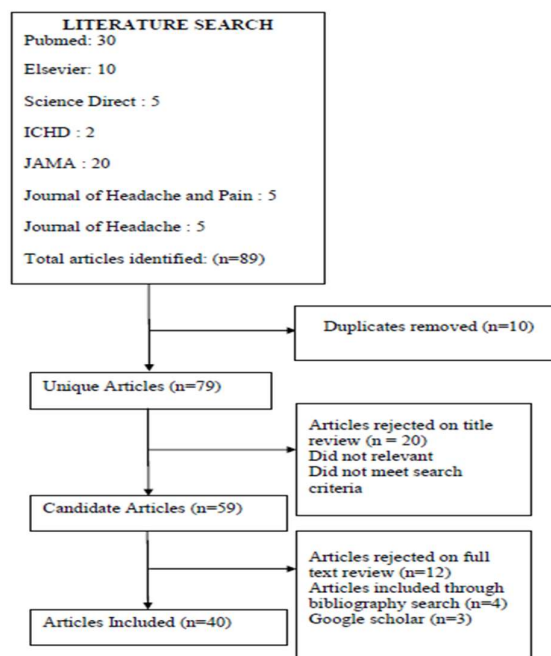 LITERATURE SEARCH
Pubmed: 30
Elsevier: 10
Science Direct : 5
ICHD : 2
JAMA : 20
Journal of Headache and Pain : 5
Journal of Headache : 5
Total articles identified: (n=89)
Duplicates removed (n=10)
Unique Articles (n=79)
Articles rejected on title
review (n = 20)
Did not relevant
Did not meet search
criteria
Candidate Articles (n=59)
Articles rejected on full
text review (n=12)
Articles included through
bibliography search (n=4)
Google scholar (n=3)
Articles Included (n=40)